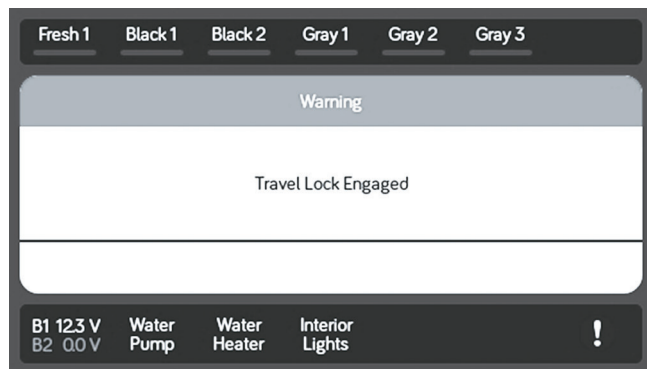 Fresh 1 Black 1 Black 2 Gray 1 Gray 2 Gray 3
Warning
Travel Lock Engaged
B1 12.3 V Water Water Interior
B2 0.0 V Pump Heater Lights !